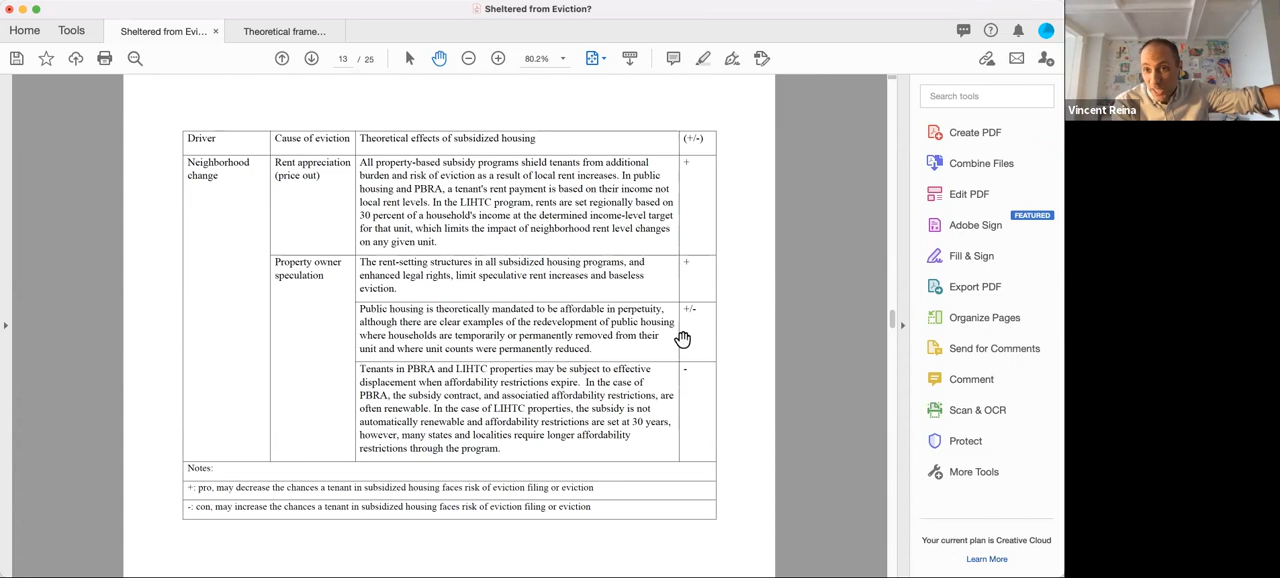 Sheltered from Eviction?
Home
Tools
Sheltered from Evi... ×
Theoretical frame...
13 / 25
80.2%
Vincent Reina
Search tools
Create PDF
Combine Files
Edit PDF
FEATURED
Adobe Sign
Fill & Sign
Export PDF
Organize Pages
Send for Comments
Comment
Scan & OCR
Protect
More Tools
Your current plan is Creative Cloud
Learn More
Driver
Cause of eviction
Theoretical effects of subsidized housing
(+/-)
Neighborhood
change
Rent appreciation
(price out)
All property-based subsidy programs shield tenants from additional
burden and risk of eviction as a result of local rent increases. In public
housing and PBRA, a tenant's rent payment is based on their income not
local rent levels. In the LIHTC program, rents are set regionally based on
30 percent of a household's income at the determined income-level target
for that unit, which limits the impact of neighborhood rent level changes
on any given unit.
+
Property owner
speculation
The rent-setting structures in all subsidized housing programs, and
enhanced legal rights, limit speculative rent increases and baseless
eviction.
+
Public housing is theoretically mandated to be affordable in perpetuity,
although there are clear examples of the redevelopment of public housing
where households are temporarily or permanently removed from their
unit and where unit counts were permanently reduced.
+/-
Tenants in PBRA and LIHTC properties may be subject to effective
displacement when affordability restrictions expire. In the case of
PBRA, the subsidy contract, and associatied affordability restrictions, are
often renewable. In the case of LIHTC properties, the subsidy is not
automatically renewable and affordability restrictions are set at 30 years,
however, many states and localities require longer affordability
restrictions through the program.
-
Notes:
+: pro, may decrease the chances a tenant in subsidized housing faces risk of eviction filing or eviction
-: con, may increase the chances a tenant in subsidized housing faces risk of eviction filing or eviction